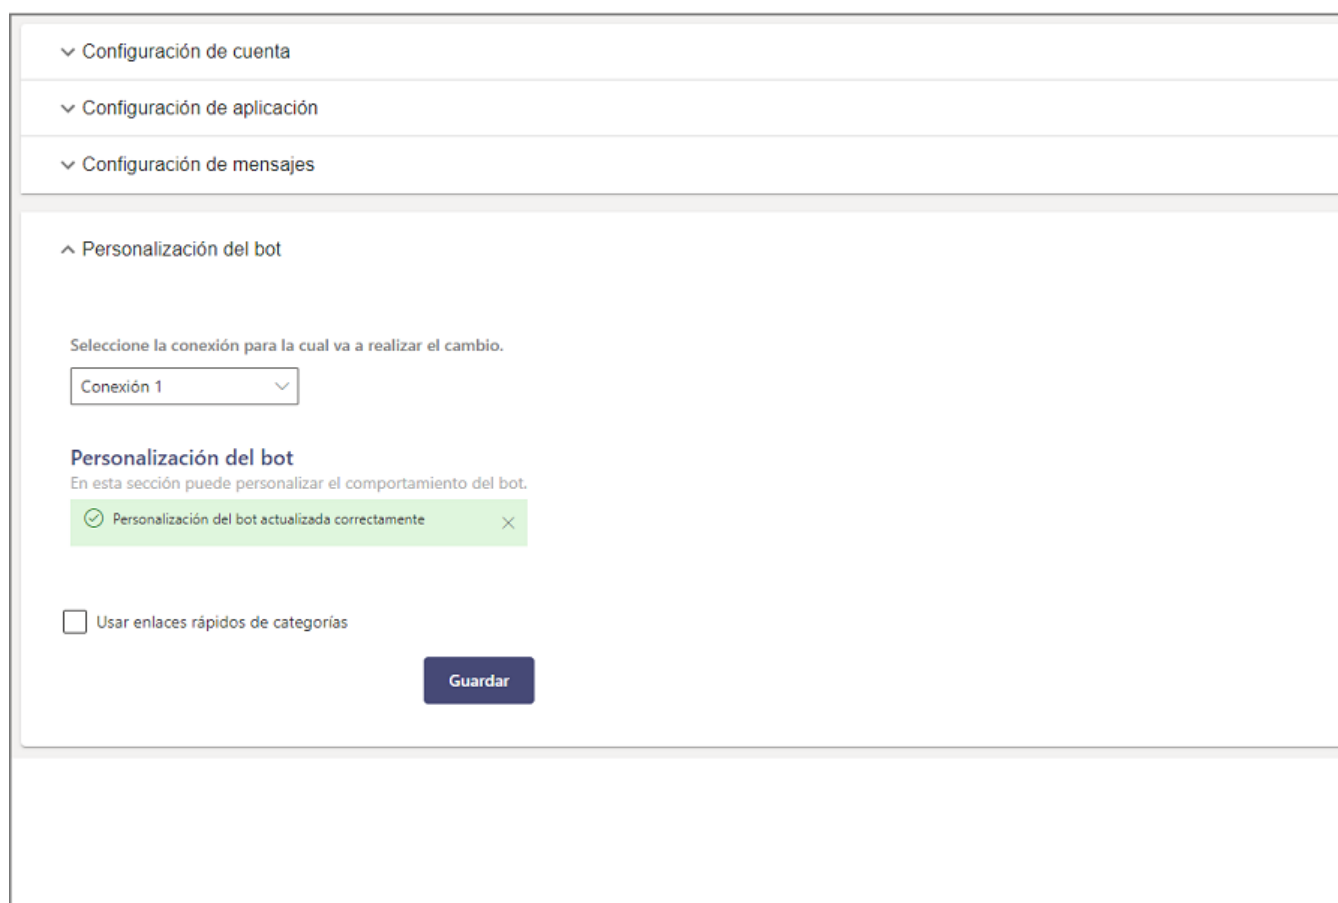 Configuración de cuenta
Configuración de aplicación
Configuración de mensajes
Personalización del bot
Seleccione la conexión para la cual va a realizar el cambio.
Conexión 1
Personalización del bot
En esta sección puede personalizar el comportamiento del bot.
Personalización del bot actualizada correctamente
Usar enlaces rápidos de categorías
Guardar